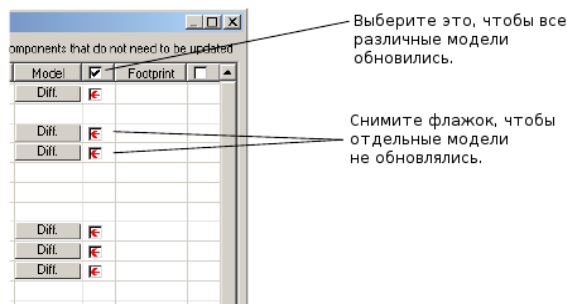 Выберите это, чтобы все
различные модели
обновились.
omponents that do not need to be updated
Model Footprint
Diff.
Diff.
Diff.
Снимите флажок, чтобы
отдельные модели
не обновлялись.
Diff.
Diff.
Diff.